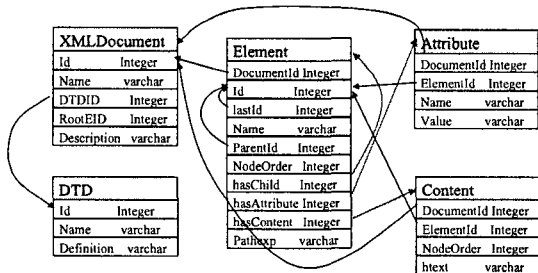 XMLDocument
Id Integer
Name varchar
DTDID Integer
RootEID Integer
Description varchar
DTD
Id Integer
Name varchar
Definition varchar
Element
DocumentId Integer
Id Integer
lastId Integer
Name varchar
ParentId Integer
NodeOrder Integer
hasChild Integer
hasAttribute Integer
hasContent Integer
Pathexp varchar
Attribute
DocumentId Integer
ElementId Integer
Name varchar
Value varchar
Content
DocumentId Integer
ElementId Integer
NodeOrder Integer
htext varchar